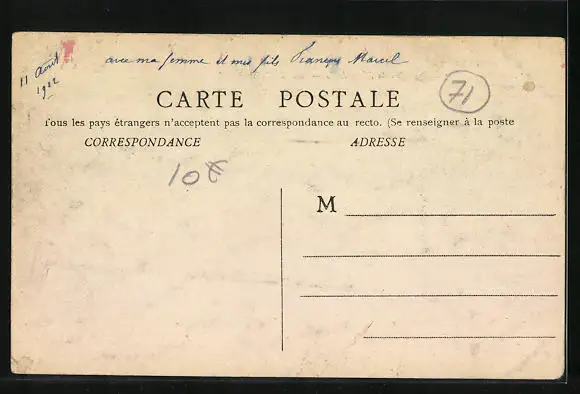 11 Août
1912
avec ma femme et mes fils François Marcel
71
CARTE POSTALE
Tous les pays étrangers n'acceptent pas la correspondance au recto. (Se renseigner à la poste
CORRESPONDANCE
ADRESSE
10
M